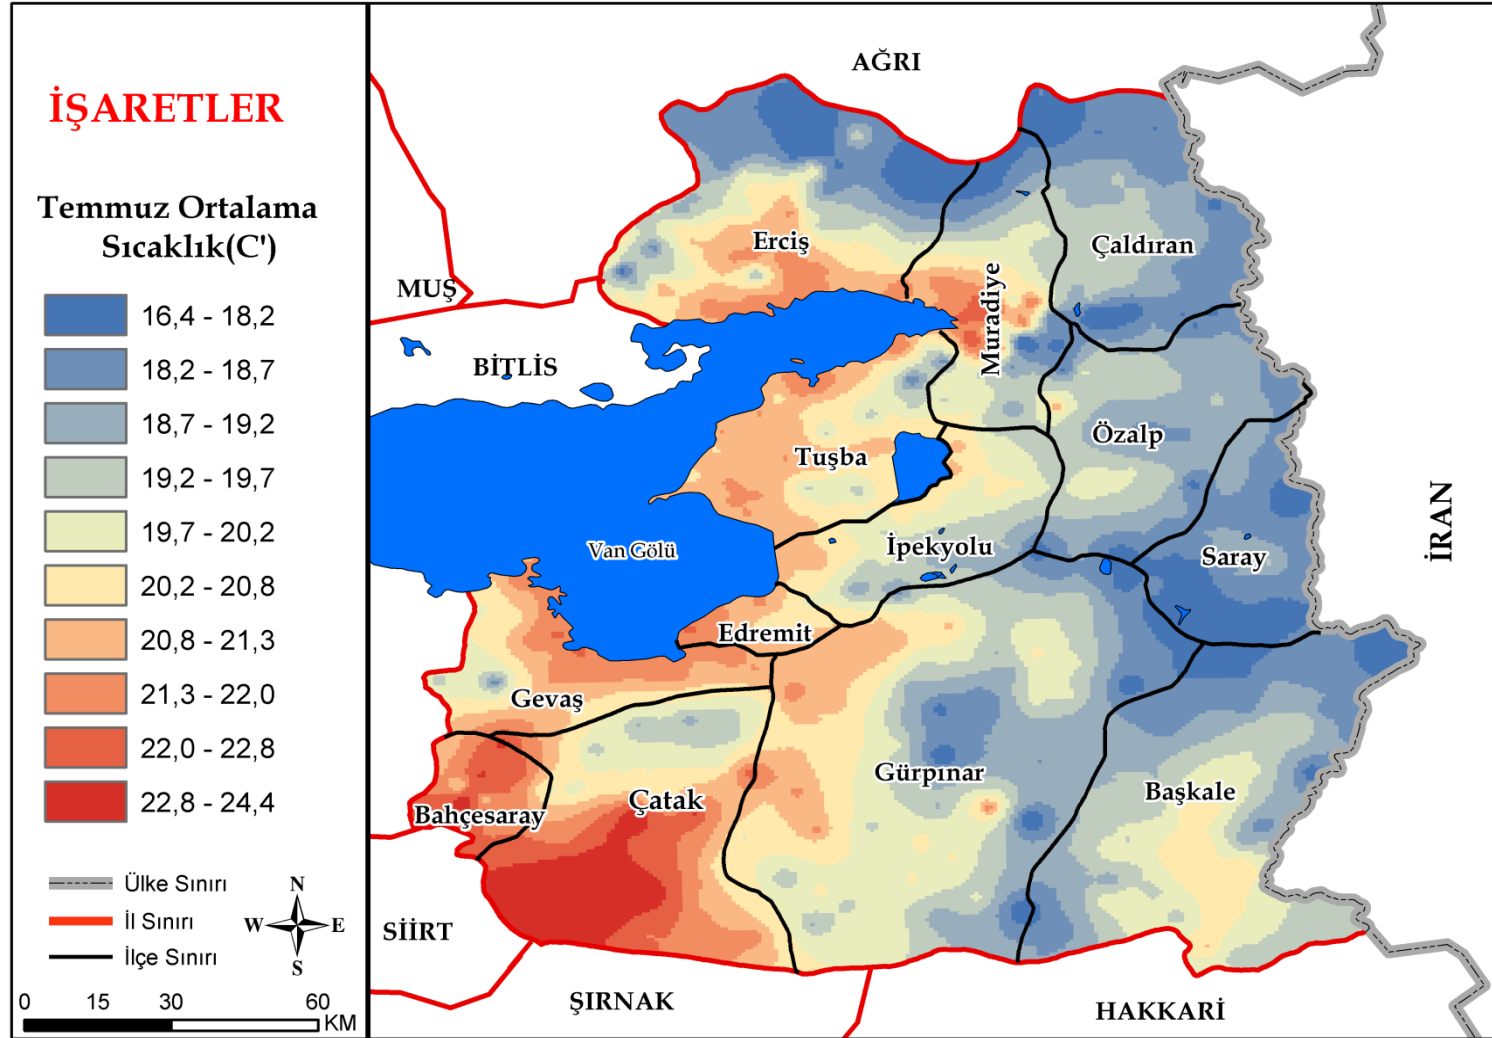 İŞARETLER
Temmuz Ortalama
Sıcaklık(C')
16,4 - 18,2
18,2 - 18,7
18,7 - 19,2
19,2 - 19,7
19,7 - 20,2
20,2 - 20,8
20,8 - 21,3
21,3 - 22,0
22,0 - 22,8
22,8 - 24,4
Ülke Sınırı
İl Sınırı
İlçe Sınırı
N
W E
S
0 15 30 60
KM
AĞRI
MUŞ
BİTLİS
İRAN
SİİRT
ŞIRNAK
HAKKARİ
Erciş
Çaldıran
Muradiye
Özalp
Tuşba
Van Gölü
İpekyolu
Saray
Edremit
Gevaş
Gürpınar
Başkale
Çatak
Bahçesaray